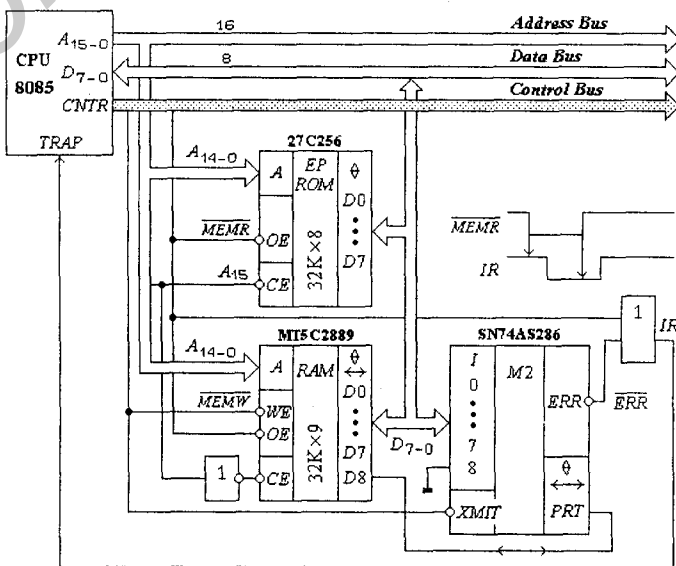 CPU
8085
A15-0
D7-0
CNTR
TRAP
16
Address Bus
8
Data Bus
Control Bus
27C256
A14-0
A
EP
ROM
32K×8
θ
D0
D7
MEMR
OE
A15
CE
MEMR
IR
MT5C2889
A14-0
A
RAM
32K×9
θ
D0
D7
D8
MEMW
WE
OE
1
CE
D7-0
SN74AS286
I
0
7
8
M2
ERR
ERR
1
IR
XMIT
θ
PRT